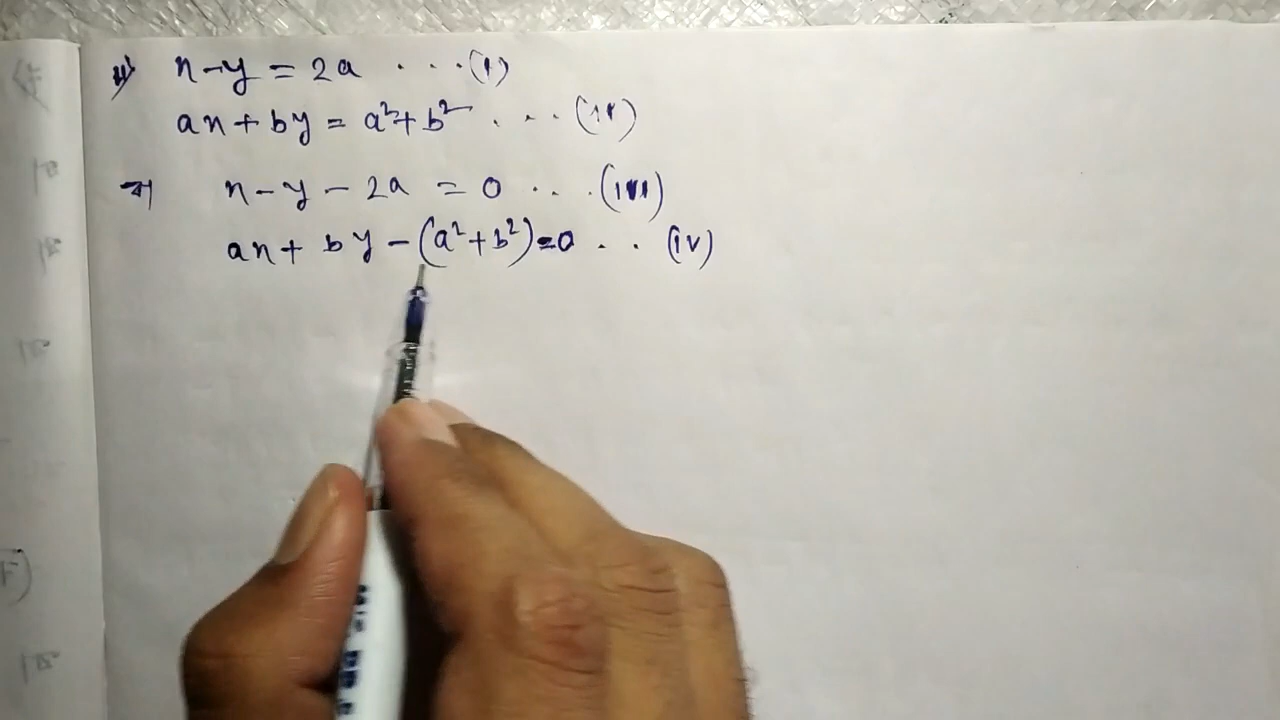 x - y = 2a ... (i)
ax + by = a² + b² ... (ii)
x - y - 2a = 0 ... (iii)
ax + by - (a² + b²) = 0 .. (iv)